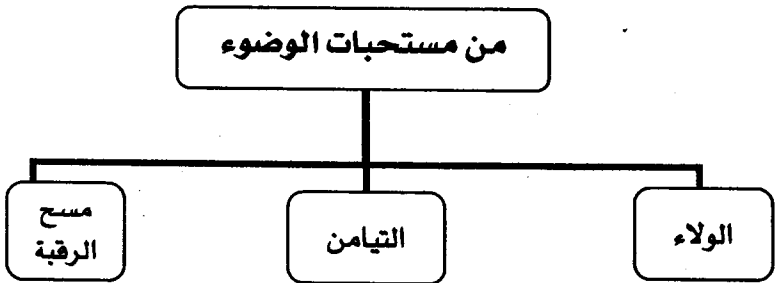 من مستحبات الوضوء
الولاء
التيامن
مسح
الرقبة